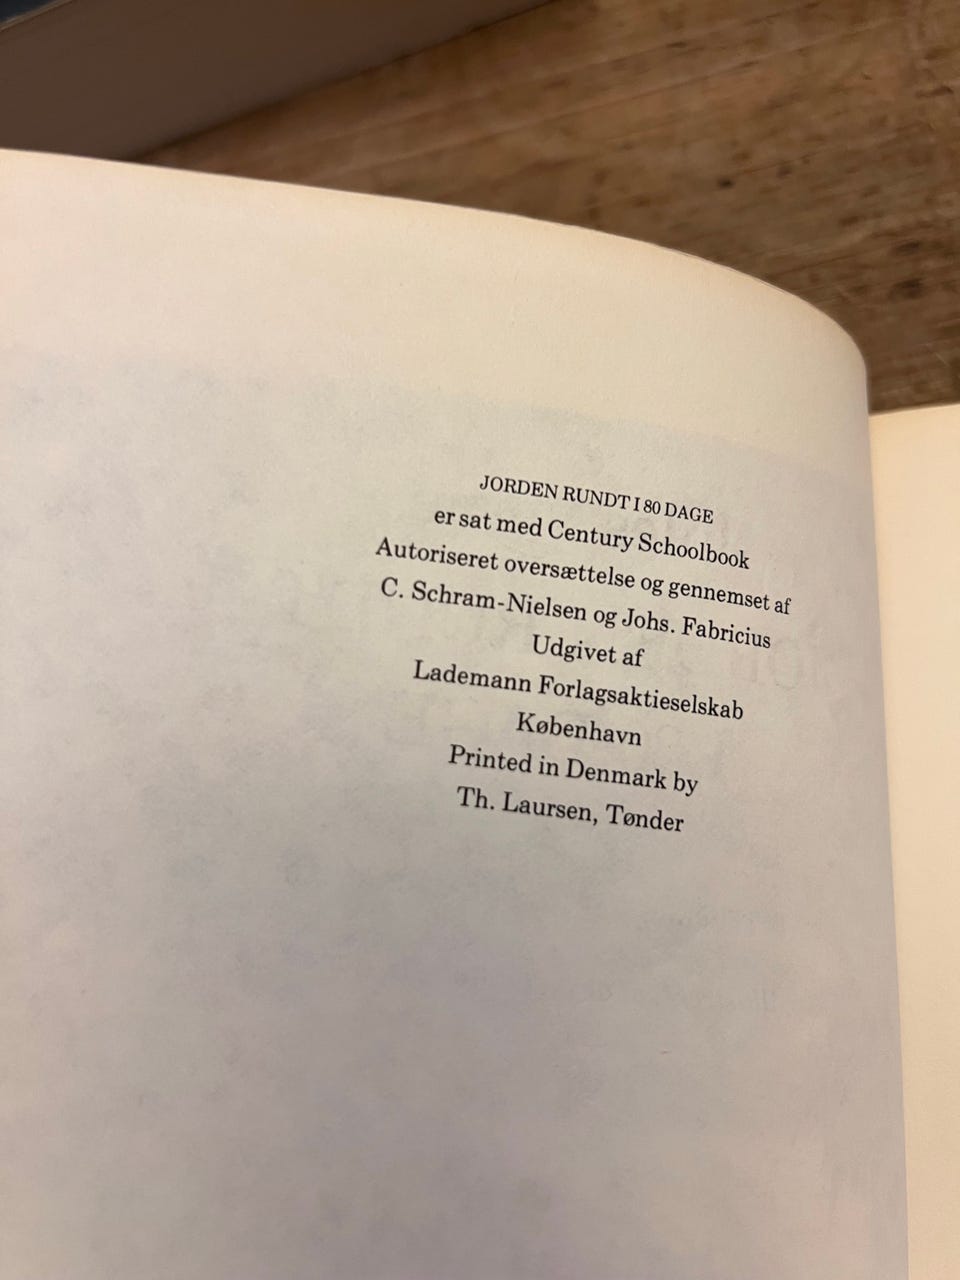 JORDEN RUNDT I 80 DAGE
er sat med Century Schoolbook
Autoriseret oversættelse og gennemset af
C. Schram-Nielsen og Johs. Fabricius
Udgivet af
Lademann Forlagsaktieselskab
København
Printed in Denmark by
Th. Laursen, Tønder